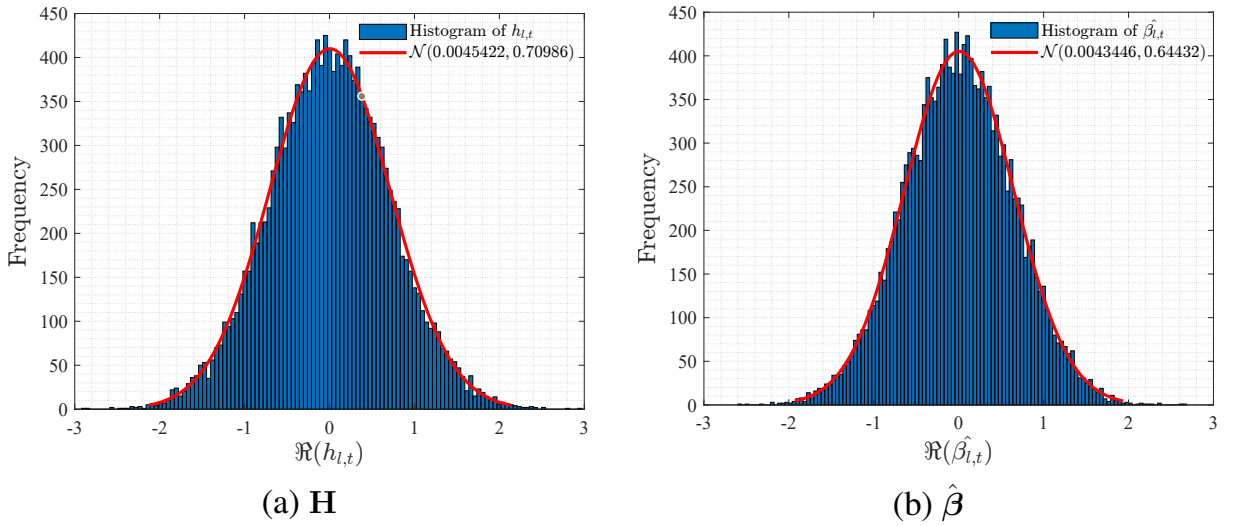 450
400
350
300
250
200
150
100
50
0
Frequency
Histogram of h_{l,t}
𝒩(0.0045422, 0.70986)
-3 -2 -1 0 1 2 3
ℜ(h_{l,t})
(a) H
450
400
350
300
250
200
150
100
50
0
Frequency
Histogram of β̂_{l,t}
𝒩(0.0043446, 0.64432)
-3 -2 -1 0 1 2 3
ℜ(β̂_{l,t})
(b) β̂